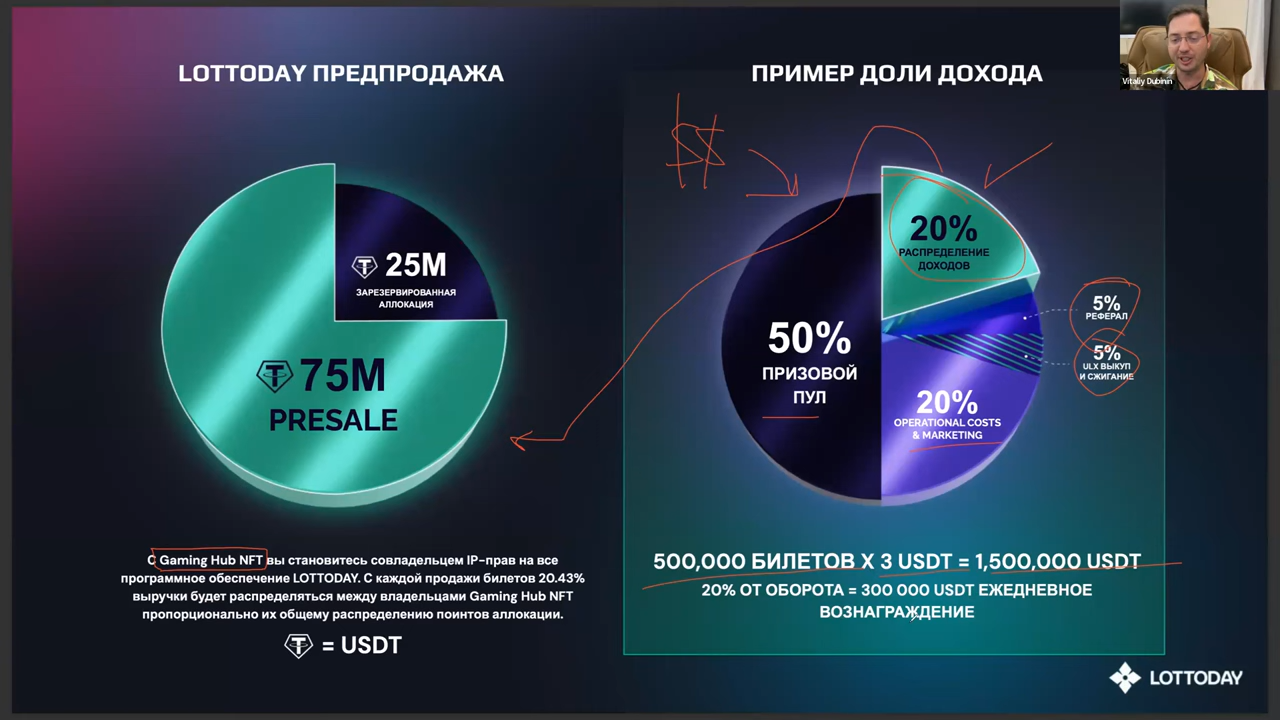 LOTTODAY ПРЕДПРОДАЖА
25M
ЗАРЕЗЕРВИРОВАННАЯ
АЛЛОКАЦИЯ
75M
PRESALE
С Gaming Hub NFT вы становитесь совладельцем IP-прав на все
программное обеспечение LOTTODAY. С каждой продажи билетов 20.43%
выручки будет распределяться между владельцами Gaming Hub NFT
пропорционально их общему распределению поинтов аллокации.
= USDT
ПРИМЕР ДОЛИ ДОХОДА
$$
20%
РАСПРЕДЕЛЕНИЕ
ДОХОДОВ
5%
РЕФЕРАЛ
5%
ULX ВЫКУП
И СЖИГАНИЕ
50%
ПРИЗОВОЙ
ПУЛ
20%
OPERATIONAL COSTS
& MARKETING
500,000 БИЛЕТОВ X 3 USDT = 1,500,000 USDT
20% ОТ ОБОРОТА = 300 000 USDT ЕЖЕДНЕВНОЕ
ВОЗНАГРАЖДЕНИЕ
LOTTODAY
Vitaliy Dubinin